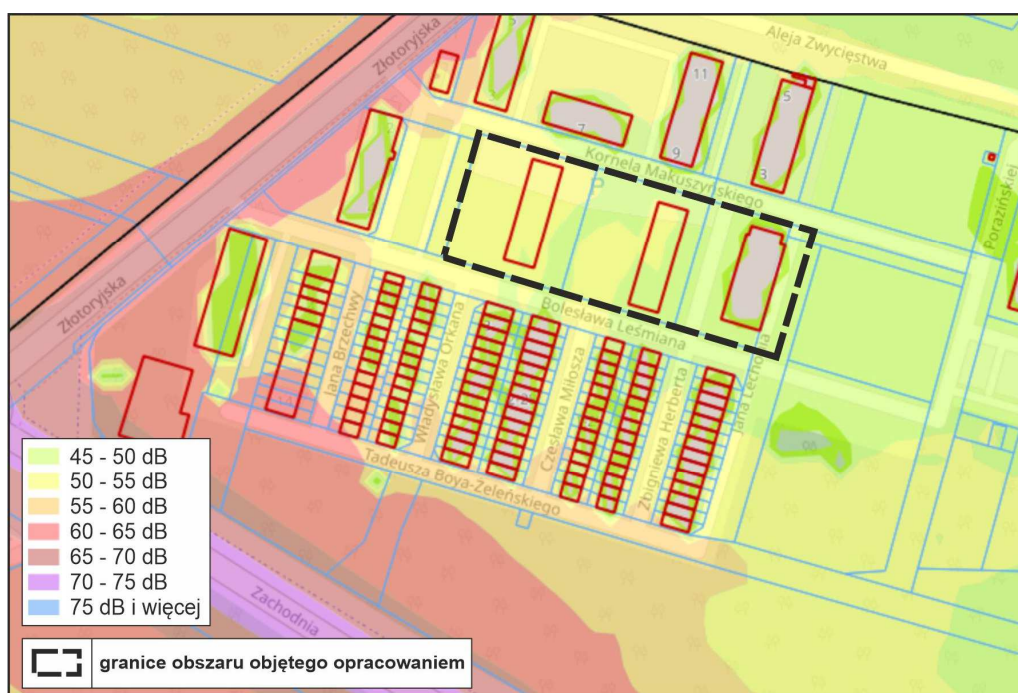 Aleja Zwycięstwa
Złotoryjska
5
11
5
7
9
3
Kornela Makuszyńskiego
Porazińskiej
Złotoryjska
Bolesława Leśmiana
Jana Brzechwy
Władysława Orkana
Czesława Miłosza
Zbigniewa Herberta
Jana Lechonia
Tadeusza Boya-Żeleńskiego
Zachodnia
45 - 50 dB
50 - 55 dB
55 - 60 dB
60 - 65 dB
65 - 70 dB
70 - 75 dB
75 dB i więcej
granice obszaru objętego opracowaniem